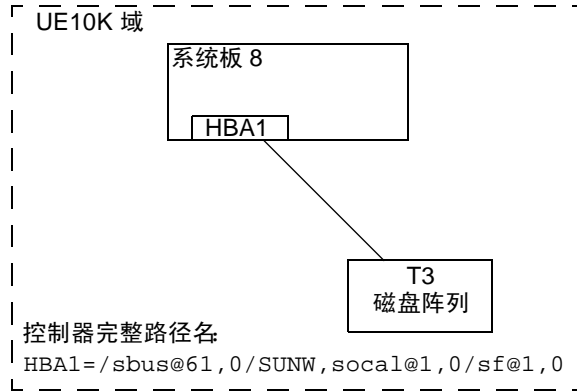 UE10K 域
系统板 8
HBA1
T3
磁盘阵列
控制器完整路径名:
HBA1=/sbus@61,0/SUNW,socal@1,0/sf@1,0